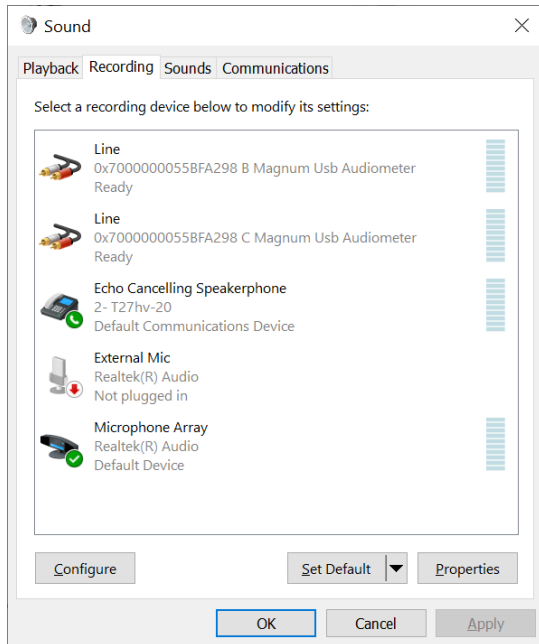 Sound
Playback Recording Sounds Communications
Select a recording device below to modify its settings:
Line
0x7000000055BFA298 B Magnum Usb Audiometer
Ready
Line
0x7000000055BFA298 C Magnum Usb Audiometer
Ready
Echo Cancelling Speakerphone
2- T27hv-20
Default Communications Device
External Mic
Realtek(R) Audio
Not plugged in
Microphone Array
Realtek(R) Audio
Default Device
Configure Set Default Properties
OK Cancel Apply